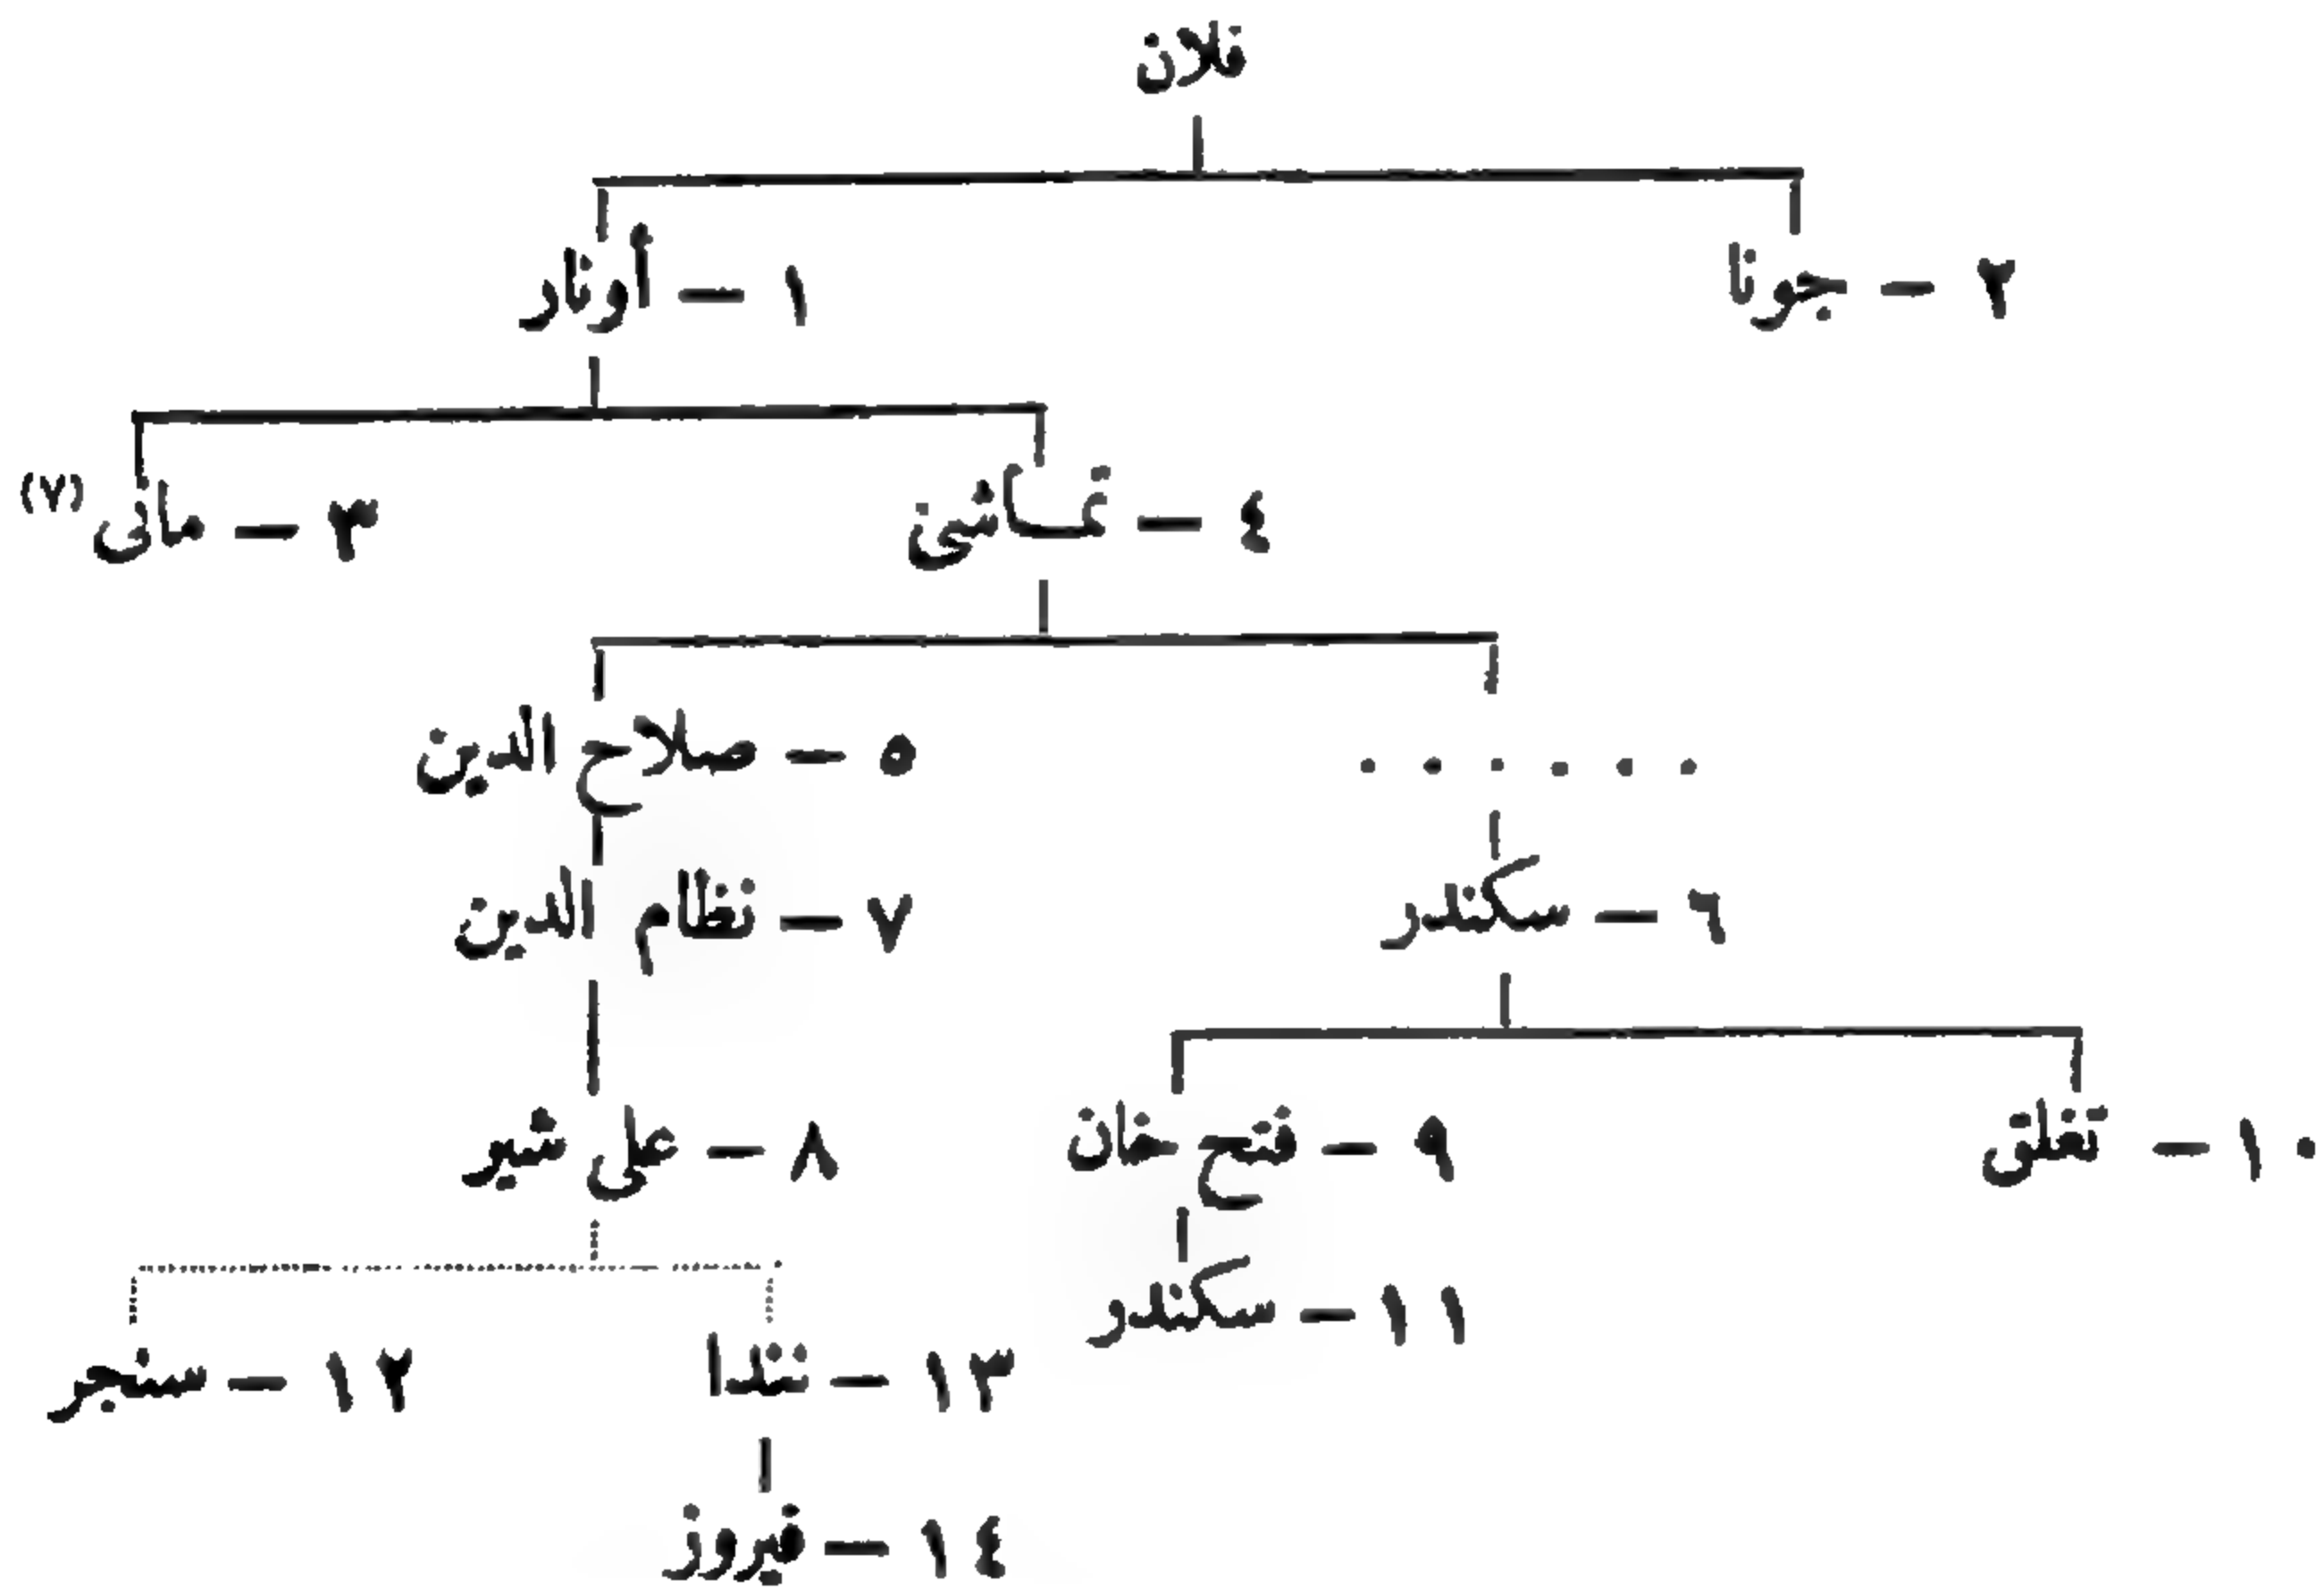 فلان
٢ – جونا
١ – أونار
٤ – تماشى
٣ – مانى (٧)
. . . . . .
٥ – صلاح الدين
٦ – سكندر
٧ – نظام الدين
١٠ – تغلق
٩ – فتح خان
٨ – على شير
١١ – سكندر
١٣ – نندا
١٢ – سنجر
١٤ – فيروز